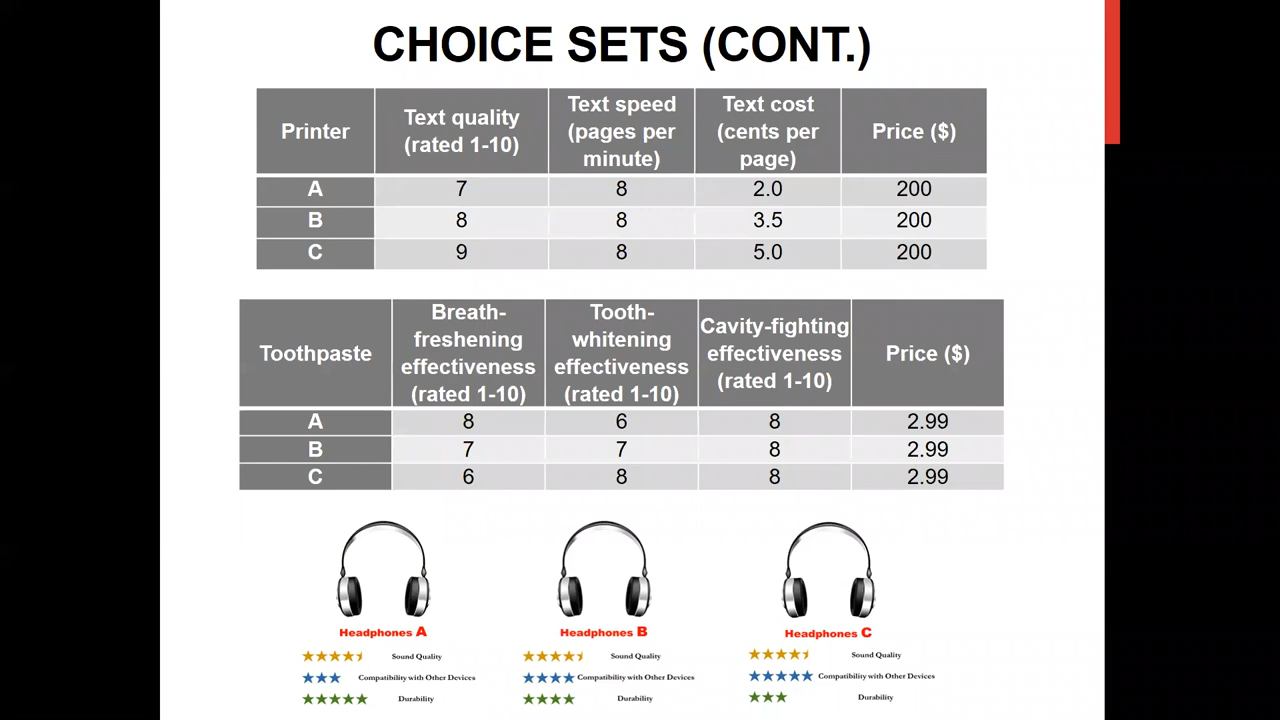 CHOICE SETS (CONT.)
Printer
Text quality
(rated 1-10)
Text speed
(pages per
minute)
Text cost
(cents per
page)
Price ($)
A 7 8 2.0 200
B 8 8 3.5 200
C 9 8 5.0 200
Toothpaste
Breath-
freshening
effectiveness
(rated 1-10)
Tooth-
whitening
effectiveness
(rated 1-10)
Cavity-fighting
effectiveness
(rated 1-10)
Price ($)
A 8 6 8 2.99
B 7 7 8 2.99
C 6 8 8 2.99
Headphones A
Sound Quality
Compatibility with Other Devices
Durability
Headphones B
Sound Quality
Compatibility with Other Devices
Durability
Headphones C
Sound Quality
Compatibility with Other Devices
Durability